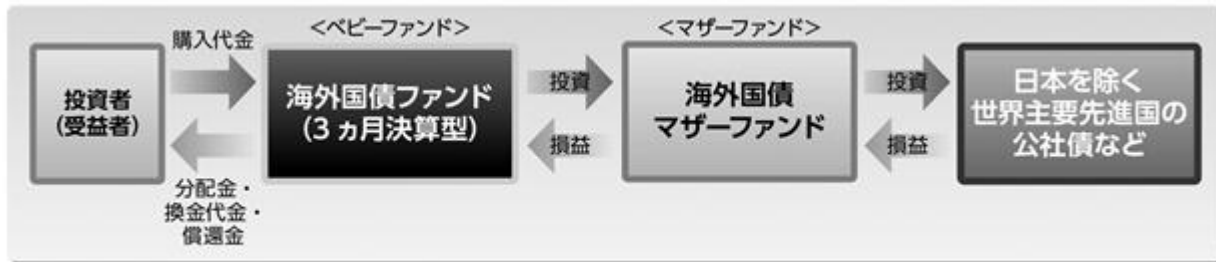 投資者
(受益者)
購入代金
分配金・
換金代金・
償還金
＜ベビーファンド＞
海外国債ファンド
(3ヵ月決算型)
投資
損益
＜マザーファンド＞
海外国債
マザーファンド
投資
損益
日本を除く
世界主要先進国の
公社債など